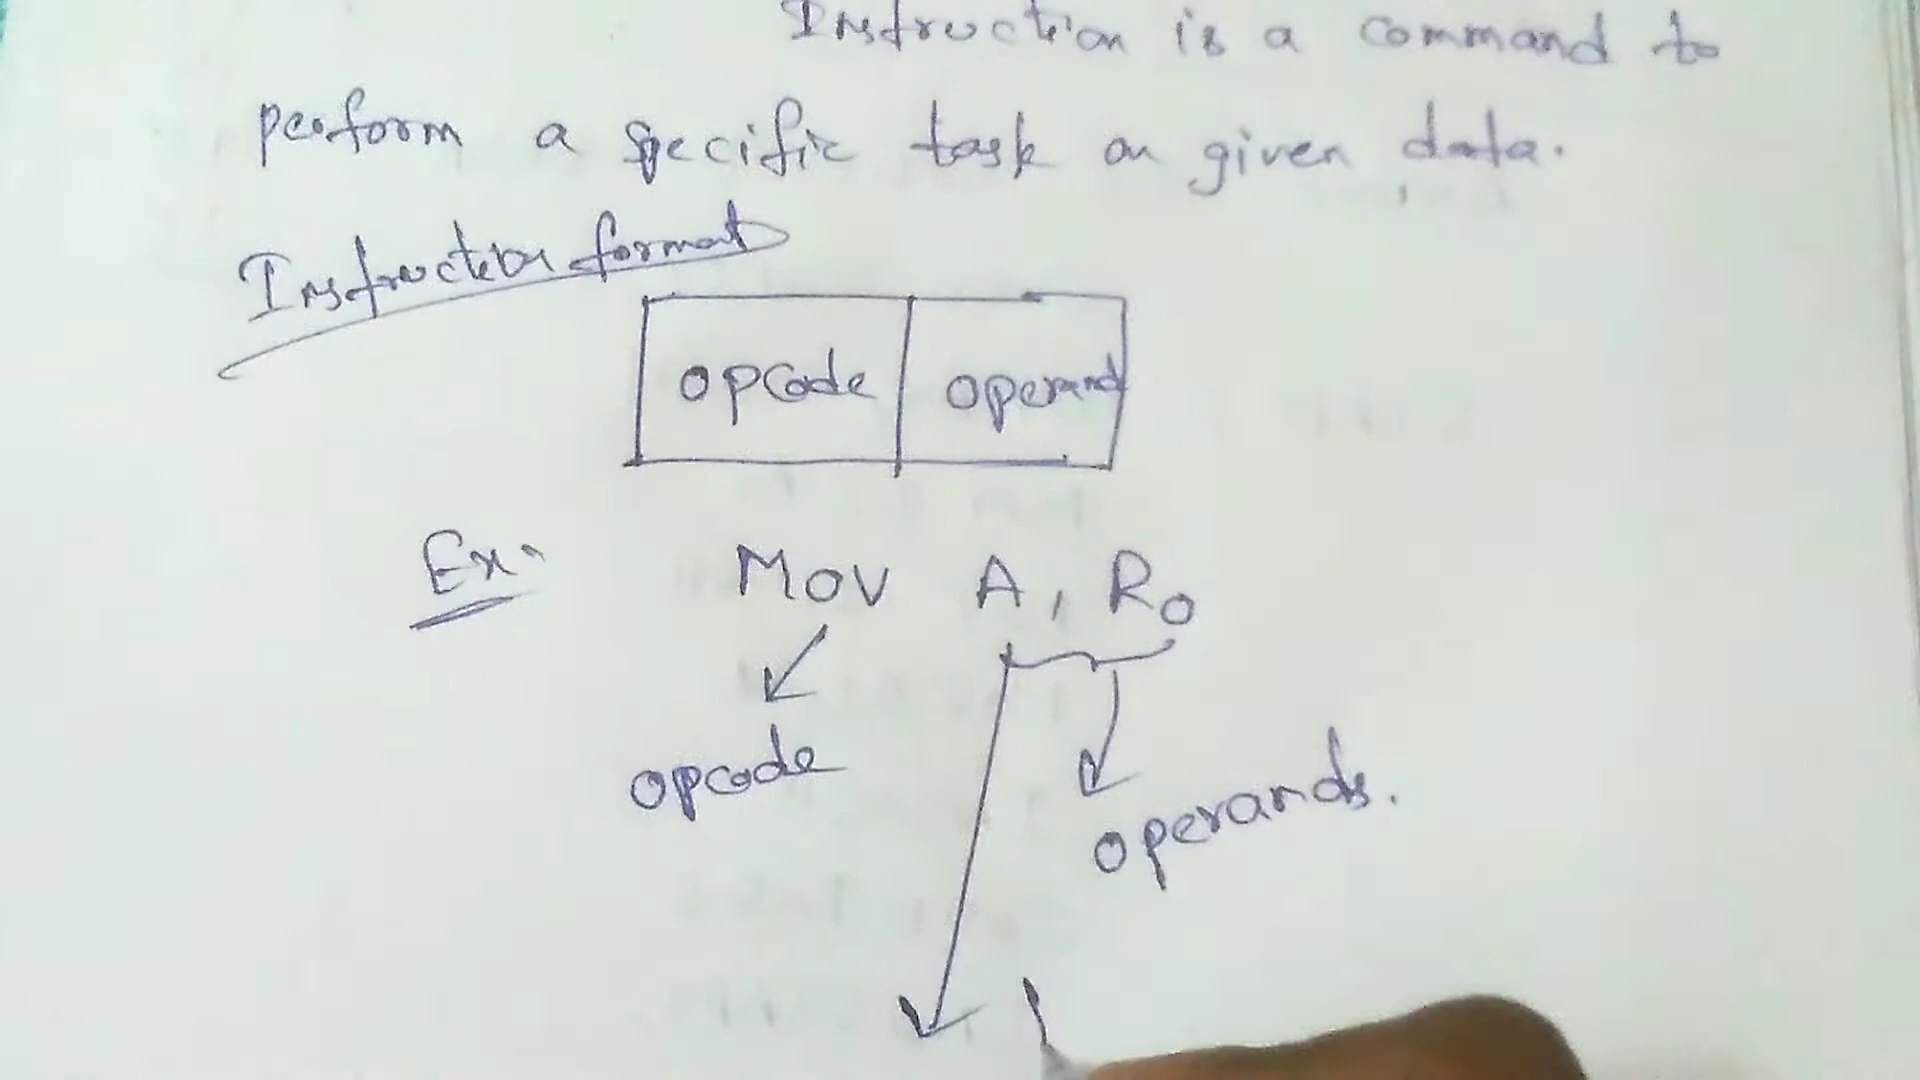 Instruction is a command to
perform a specific task on given data.
Instruction format
opcode operand
Ex:- Mov A, R0
opcode
operands.